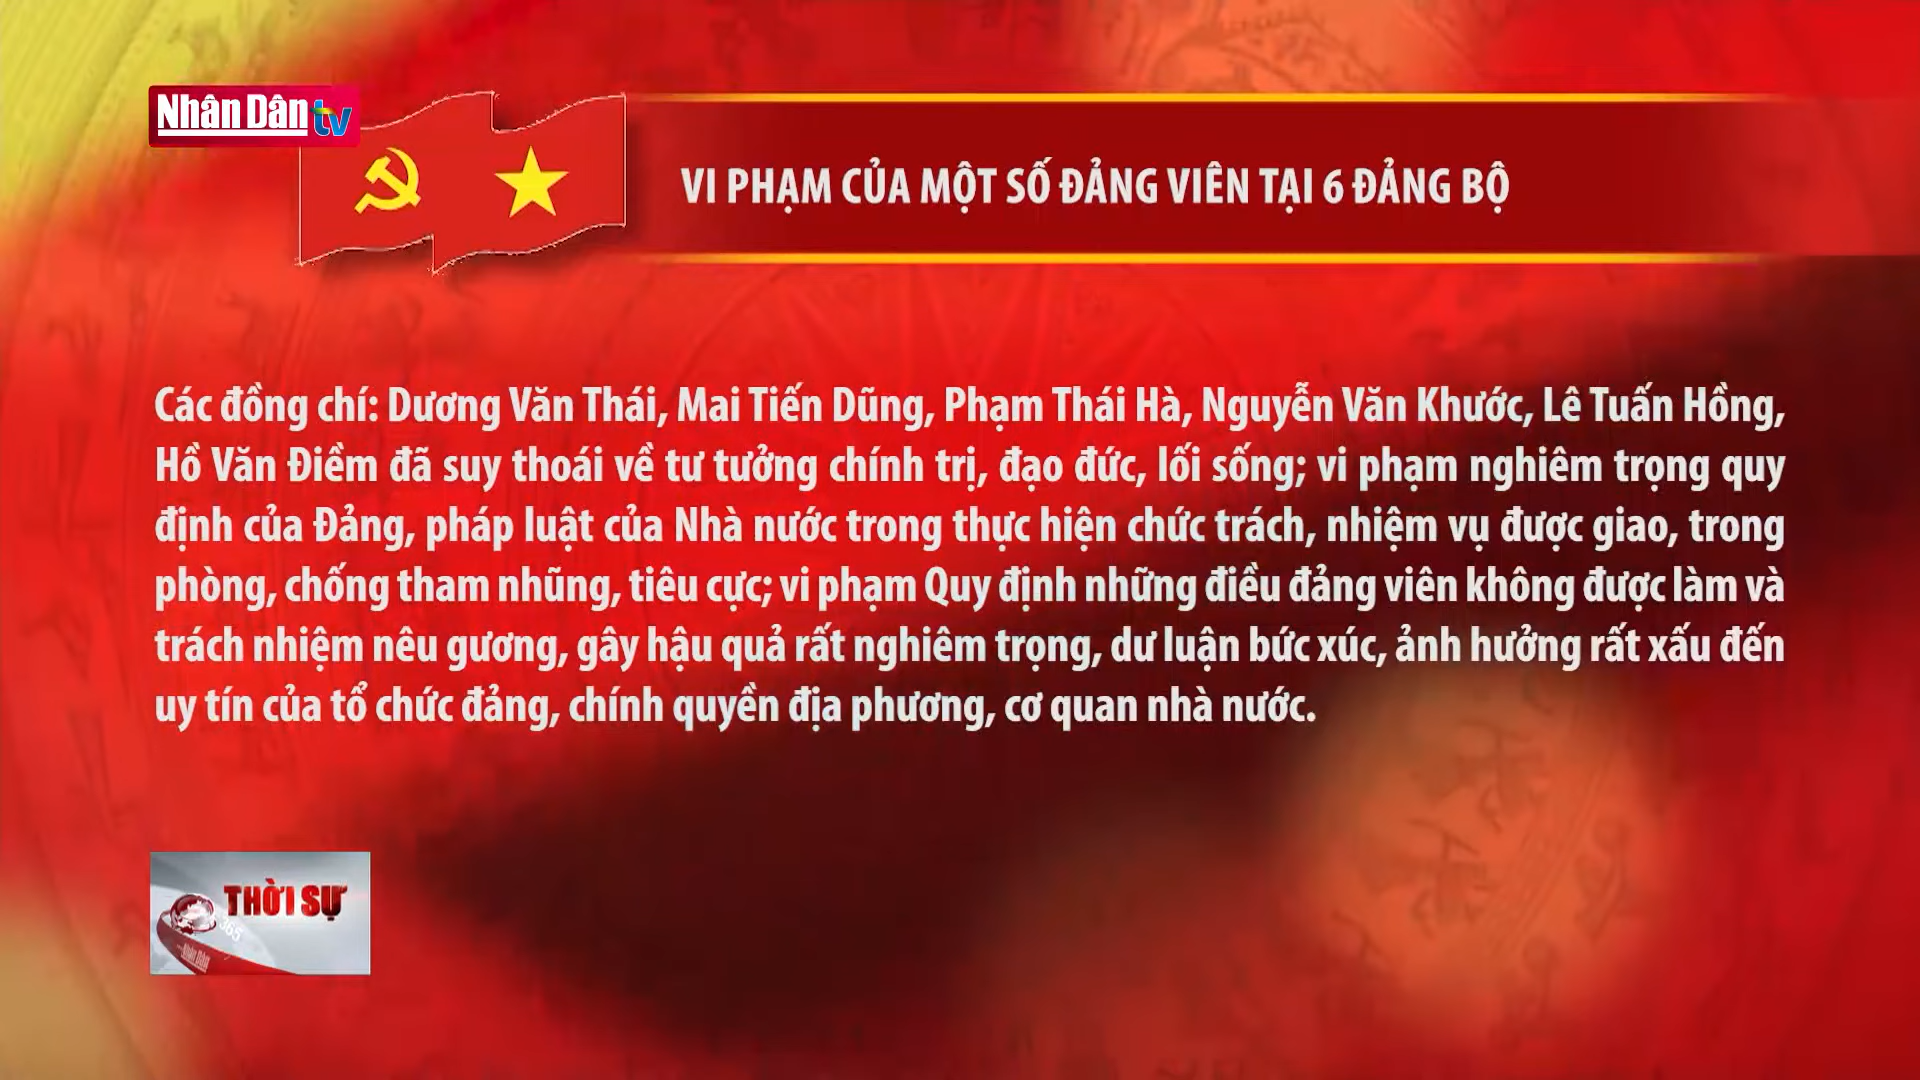 Nhân Dân tv
VI PHẠM CỦA MỘT SỐ ĐẢNG VIÊN TẠI 6 ĐẢNG BỘ
Các đồng chí: Dương Văn Thái, Mai Tiến Dũng, Phạm Thái Hà, Nguyễn Văn Khước, Lê Tuấn Hồng,
Hồ Văn Điềm đã suy thoái về tư tưởng chính trị, đạo đức, lối sống; vi phạm nghiêm trọng quy
định của Đảng, pháp luật của Nhà nước trong thực hiện chức trách, nhiệm vụ được giao, trong
phòng, chống tham nhũng, tiêu cực; vi phạm Quy định những điều đảng viên không được làm và
trách nhiệm nêu gương, gây hậu quả rất nghiêm trọng, dư luận bức xúc, ảnh hưởng rất xấu đến
uy tín của tổ chức đảng, chính quyền địa phương, cơ quan nhà nước.
THỜI SỰ
365
Nhân Dân